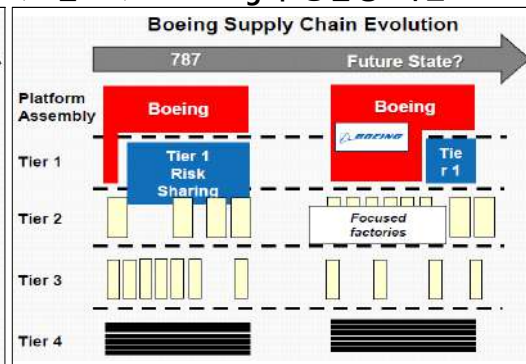 Boeing Supply Chain Evolution
787
Future State?
Platform
Assembly
Boeing
Boeing
BOEING
Tier 1
Tier 1
Risk
Sharing
Tie
r 1
Tier 2
Focused
factories
Tier 3
Tier 4